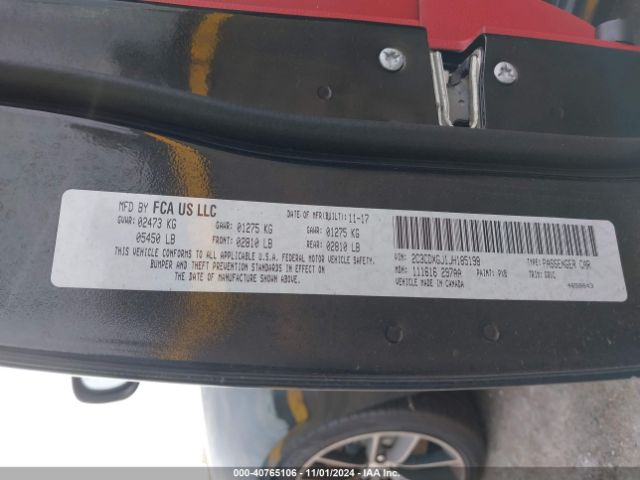 MFD BY FCA US LLC
DATE OF MFR(BUILT): 11-17
GVWR: 02473 KG GAWR: 01275 KG GAWR: 01275 KG
05450 LB FRONT: 02810 LB REAR: 02810 LB
THIS VEHICLE CONFORMS TO ALL APPLICABLE U.S.A. FEDERAL MOTOR VEHICLE SAFETY,
BUMPER AND THEFT PREVENTION STANDARDS IN EFFECT ON
THE DATE OF MANUFACTURE SHOWN ABOVE.
VIN: 2C3CDXGJ1JH185199 TYPE: PASSENGER CAR
MDH: 111616 297AA PAINT: PX8 TRIM:
VEHICLE MADE IN CANADA
000-40765106 - 11/01/2024 - IAA Inc.